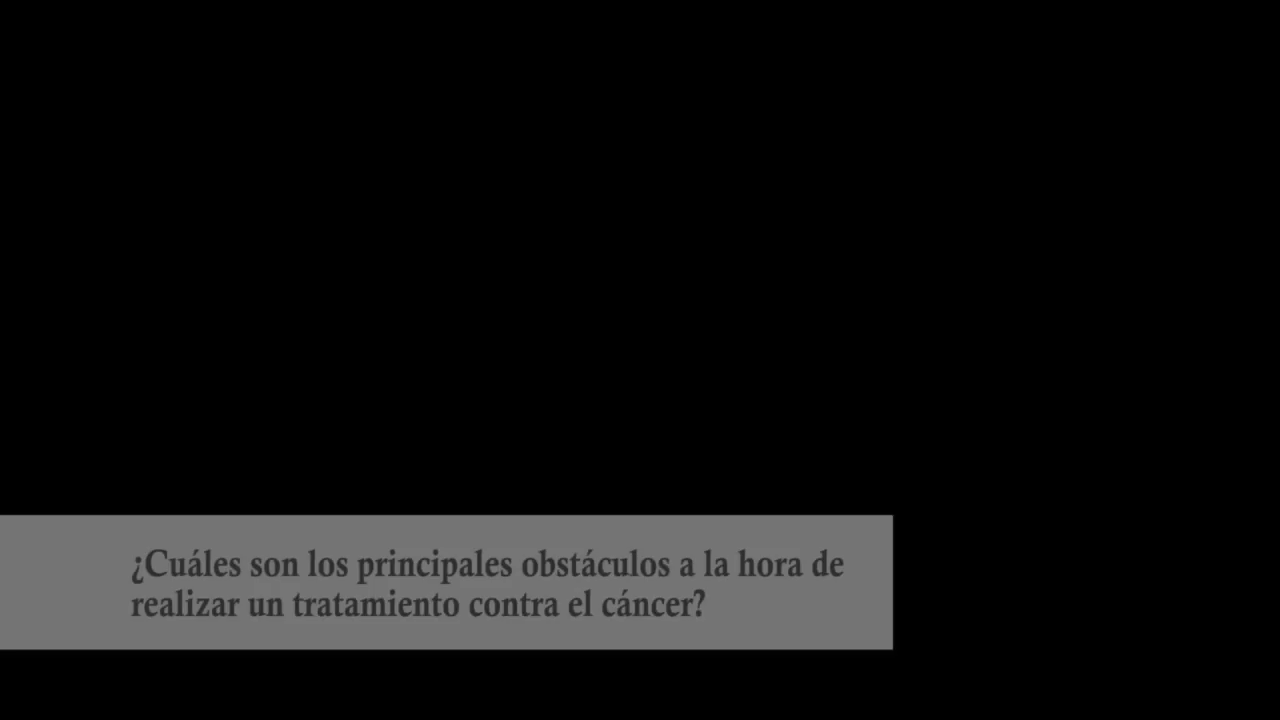 ¿Cuáles son los principales obstáculos a la hora de
realizar un tratamiento contra el cáncer?